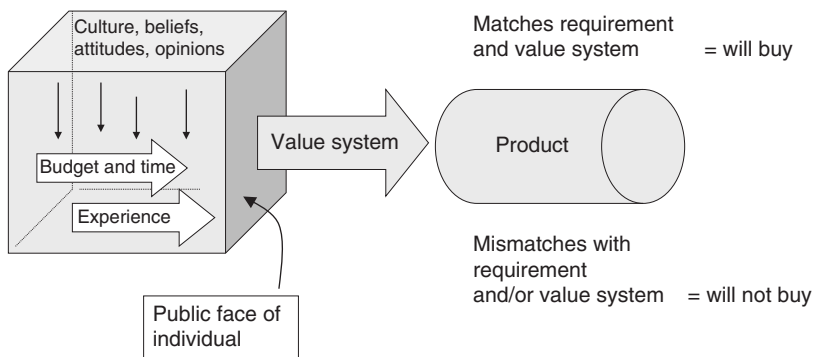 Culture, beliefs,
attitudes, opinions
Budget and time
Experience
Public face of
individual
Value system
Product
Matches requirement
and value system = will buy
Mismatches with
requirement
and/or value system = will not buy